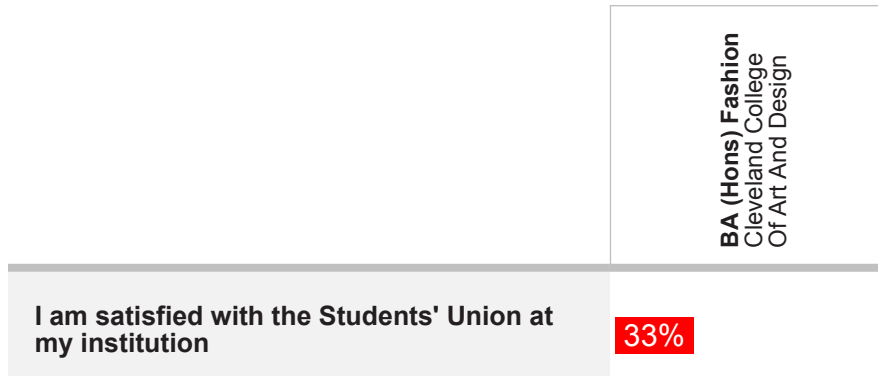 BA (Hons) Fashion
Cleveland College
Of Art And Design
I am satisfied with the Students' Union at
my institution
33%